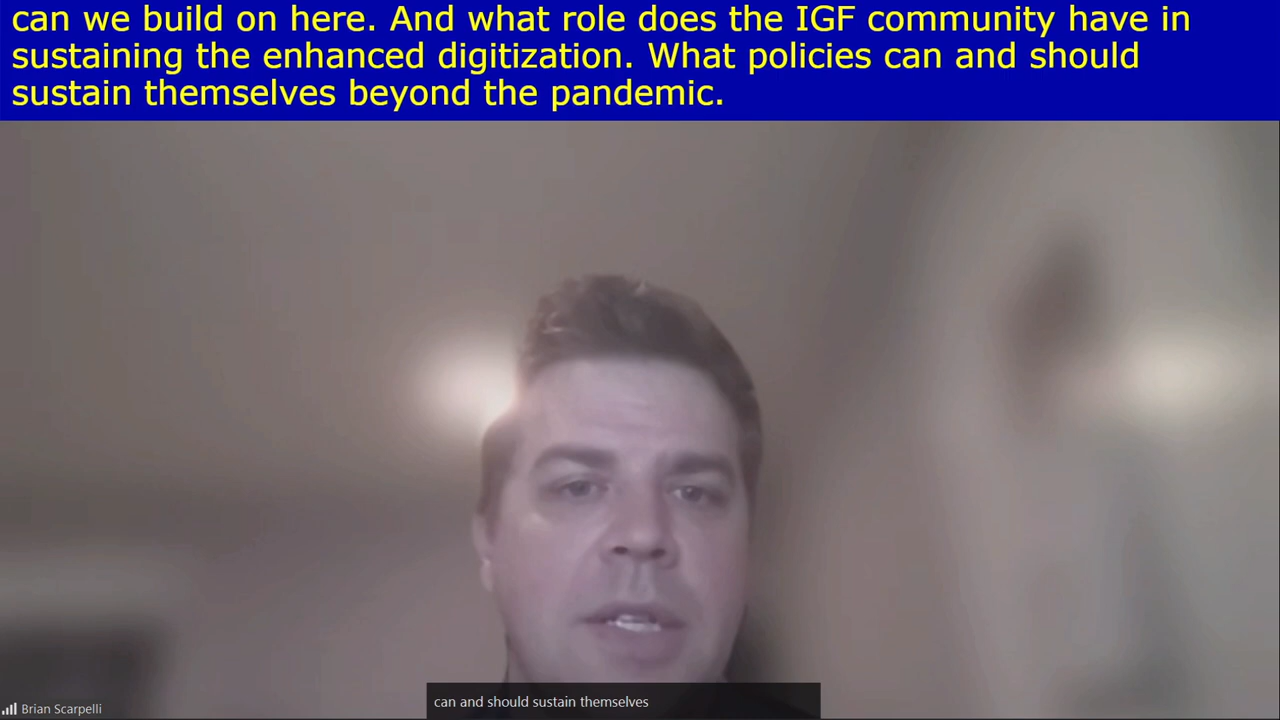 can we build on here. And what role does the IGF community have in
sustaining the enhanced digitization. What policies can and should
sustain themselves beyond the pandemic.
can and should sustain themselves
Brian Scarpelli